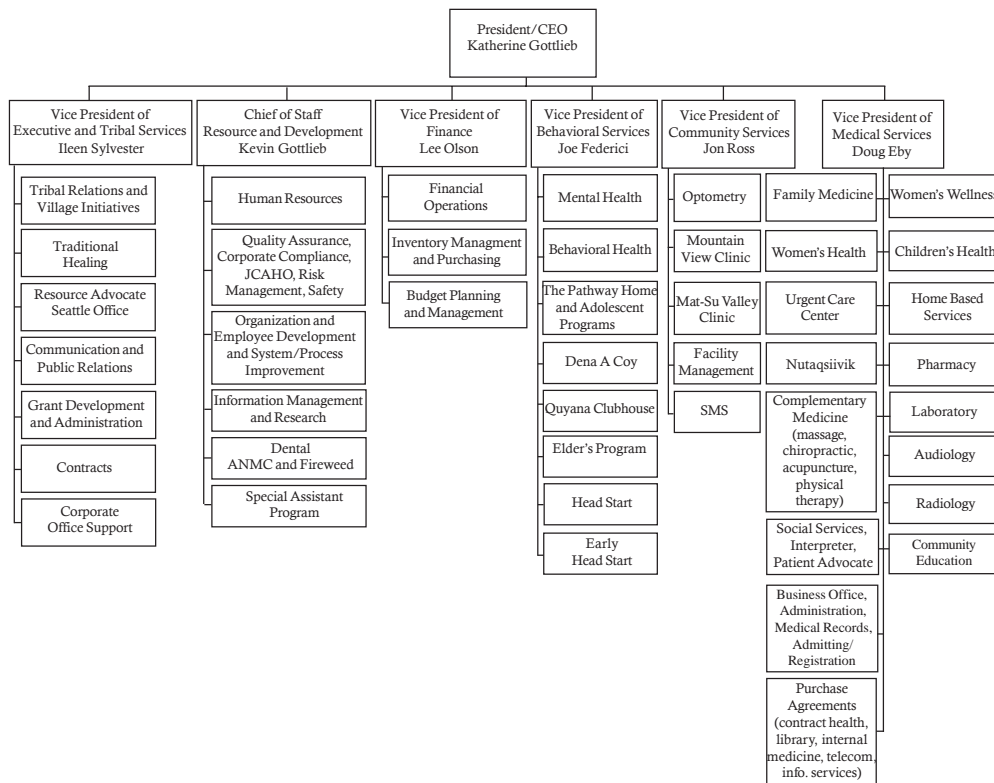 President/CEO
Katherine Gottlieb
Vice President of
Executive and Tribal Services
Ileen Sylvester
Chief of Staff
Resource and Development
Kevin Gottlieb
Vice President of
Finance
Lee Olson
Vice President of
Behavioral Services
Joe Federici
Vice President of
Community Services
Jon Ross
Vice President of
Medical Services
Doug Eby
Tribal Relations and
Village Initiatives
Traditional
Healing
Resource Advocate
Seattle Office
Communication and
Public Relations
Grant Development
and Administration
Contracts
Corporate
Office Support
Human Resources
Quality Assurance,
Corporate Compliance,
JCAHO, Risk
Management, Safety
Organization and
Employee Development
and System/Process
Improvement
Information Management
and Research
Dental
ANMC and Fireweed
Special Assistant
Program
Financial
Operations
Inventory Managment
and Purchasing
Budget Planning
and Management
Mental Health
Behavioral Health
The Pathway Home
and Adolescent
Programs
Dena A Coy
Quyana Clubhouse
Elder's Program
Head Start
Early
Head Start
Optometry
Mountain
View Clinic
Mat-Su Valley
Clinic
Facility
Management
SMS
Family Medicine
Women's Health
Urgent Care
Center
Nutaqsiivik
Complementary
Medicine
(massage,
chiropractic,
acupuncture,
physical
therapy)
Social Services,
Interpreter,
Patient Advocate
Business Office,
Administration,
Medical Records,
Admitting/
Registration
Purchase
Agreements
(contract health,
library, internal
medicine, telecom,
info. services)
Women's Wellness
Children's Health
Home Based
Services
Pharmacy
Laboratory
Audiology
Radiology
Community
Education